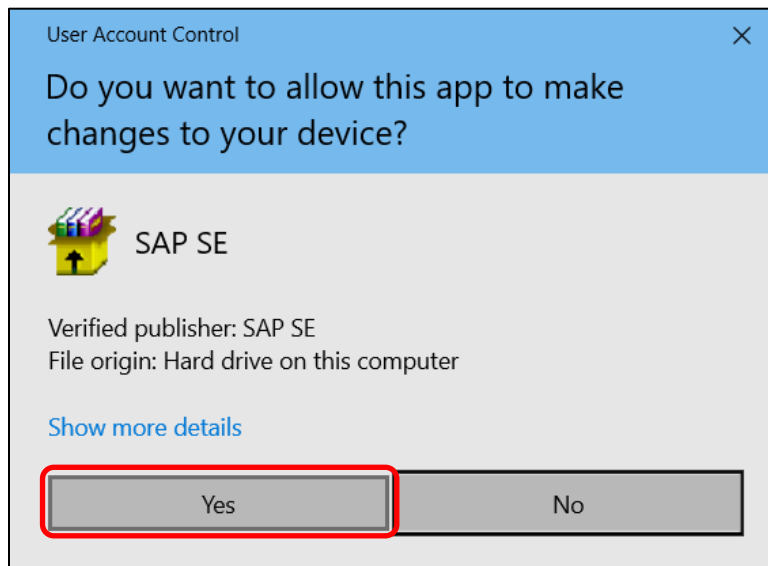 User Account Control
Do you want to allow this app to make
changes to your device?
SAP SE
Verified publisher: SAP SE
File origin: Hard drive on this computer
Show more details
Yes
No